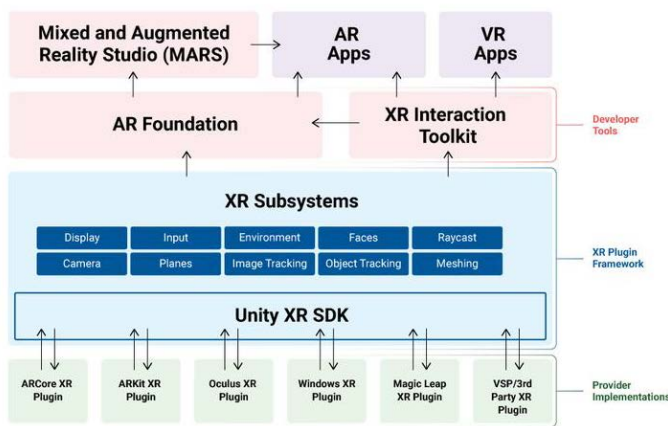 Mixed and Augmented
Reality Studio (MARS)
AR
Apps
VR
Apps
AR Foundation
XR Interaction
Toolkit
Developer
Tools
XR Subsystems
Display
Input
Environment
Faces
Raycast
Camera
Planes
Image Tracking
Object Tracking
Meshing
XR Plugin
Framework
Unity XR SDK
ARCore XR
Plugin
ARKit XR
Plugin
Oculus XR
Plugin
Windows XR
Plugin
Magic Leap
XR Plugin
VSP/3rd
Party XR
Plugin
Provider
Implementations